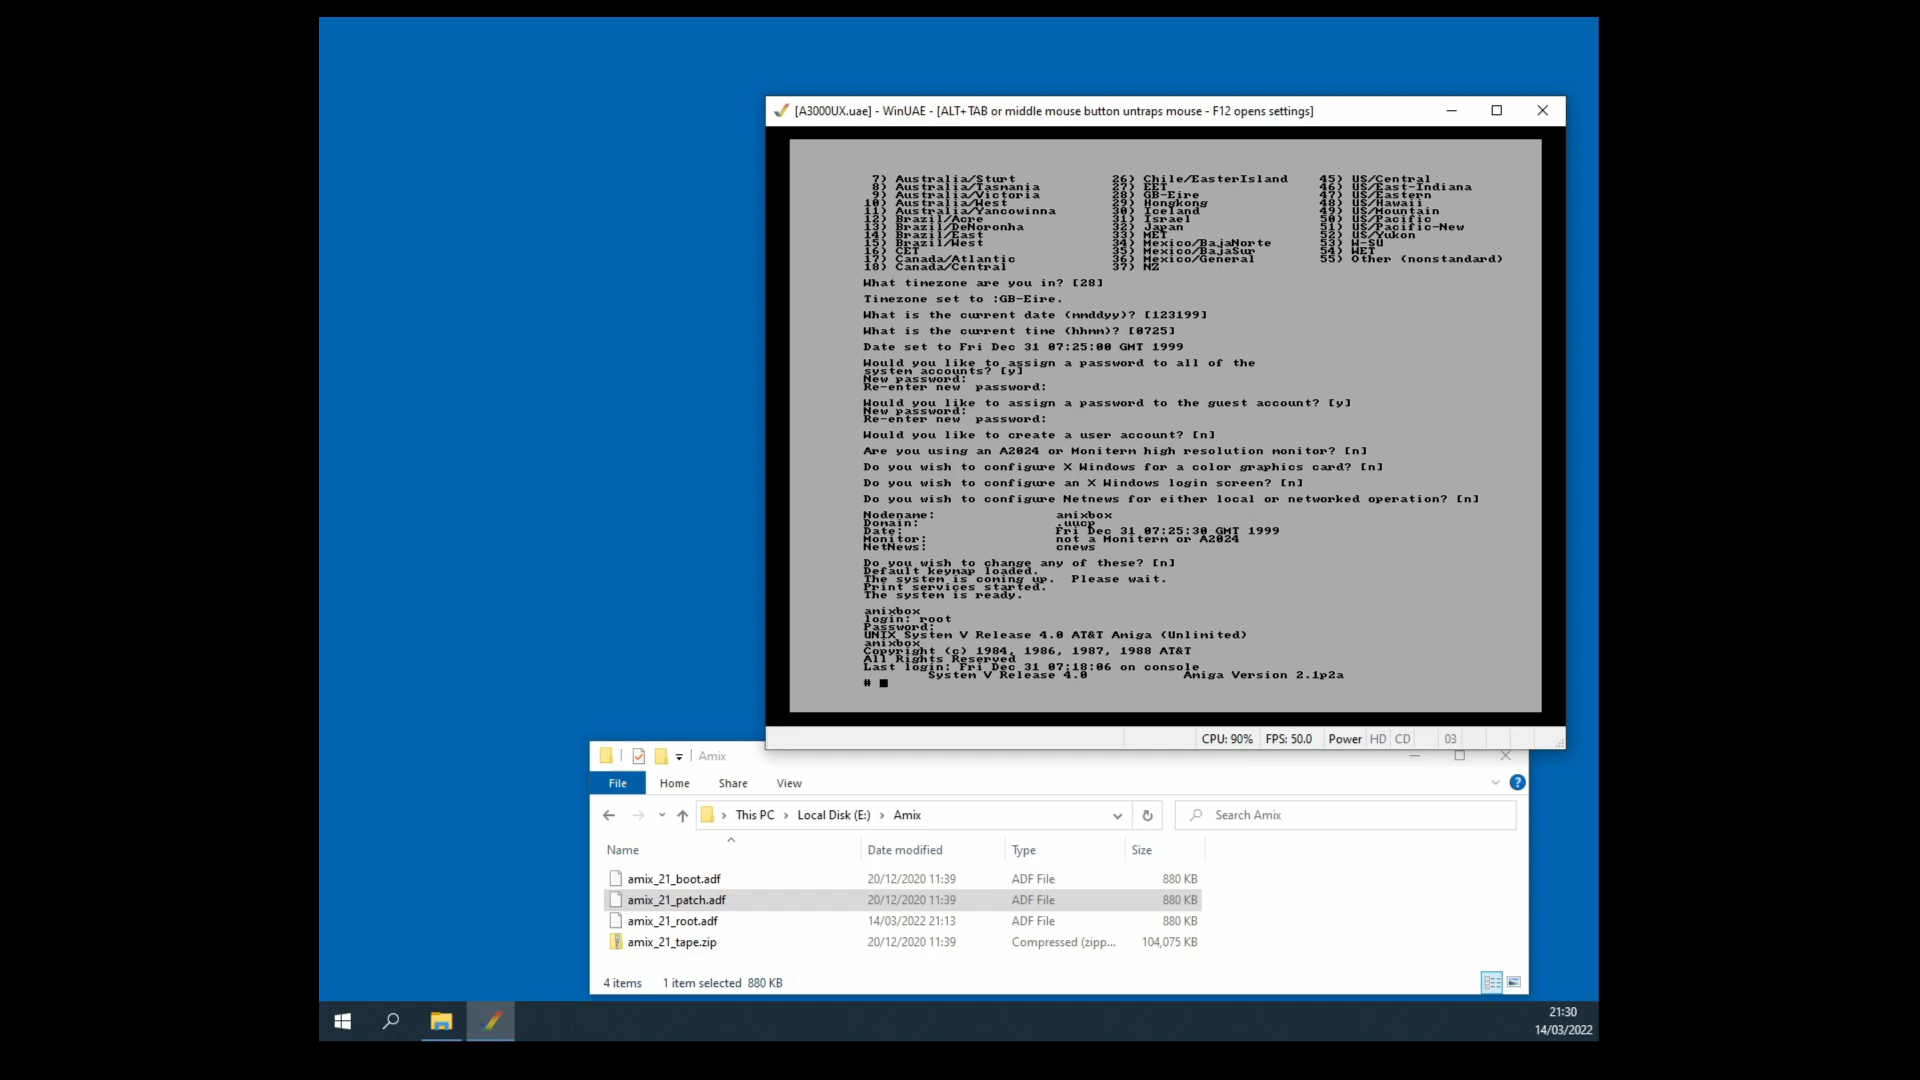 [A3000UX.uae] - WinUAE - [ALT+TAB or middle mouse button untraps mouse - F12 opens settings]
7) Australia/Sturt 26) Chile/EasterIsland 45) US/Central
8) Australia/Tasmania 27) EET 46) US/East-Indiana
9) Australia/Victoria 28) GB-Eire 47) US/Eastern
10) Australia/West 29) Hongkong 48) US/Hawaii
11) Australia/Yancowinna 30) Iceland 49) US/Mountain
12) Brazil/Acre 31) Israel 50) US/Pacific
13) Brazil/DeNoronha 32) Japan 51) US/Pacific-New
14) Brazil/East 33) MET 52) US/Yukon
15) Brazil/West 34) Mexico/BajaNorte 53) W-SU
16) CET 35) Mexico/BajaSur 54) WET
17) Canada/Atlantic 36) Mexico/General 55) Other (nonstandard)
18) Canada/Central 37) NZ
What timezone are you in? [28]
Timezone set to :GB-Eire.
What is the current date (mmddyy)? [123199]
What is the current time (hhmm)? [0725]
Date set to Fri Dec 31 07:25:00 GMT 1999
Would you like to assign a password to all of the
system accounts? [y]
New password:
Re-enter new password:
Would you like to assign a password to the guest account? [y]
New password:
Re-enter new password:
Would you like to create a user account? [n]
Are you using an A2024 or Moniterm high resolution monitor? [n]
Do you wish to configure X Windows for a color graphics card? [n]
Do you wish to configure an X Windows login screen? [n]
Do you wish to configure Netnews for either local or networked operation? [n]
Nodename: amixbox
Domain: .uucp
Date: Fri Dec 31 07:25:30 GMT 1999
Monitor: not a Moniterm or A2024
NetNews: cnews
Do you wish to change any of these? [n]
Default keymap loaded.
The system is coming up. Please wait.
Print services started.
The system is ready.
amixbox
login: root
Password:
UNIX System V Release 4.0 AT&T Amiga (Unlimited)
amixbox
Copyright (c) 1984, 1986, 1987, 1988 AT&T
All Rights Reserved
Last login: Fri Dec 31 07:18:06 on console
System V Release 4.0 Amiga Version 2.1p2a
#
CPU: 90% FPS: 50.0 Power HD CD 03
Amix
File Home Share View
This PC › Local Disk (E:) › Amix
Search Amix
Name Date modified Type Size
amix_21_boot.adf 20/12/2020 11:39 ADF File 880 KB
amix_21_patch.adf 20/12/2020 11:39 ADF File 880 KB
amix_21_root.adf 14/03/2022 21:13 ADF File 880 KB
amix_21_tape.zip 20/12/2020 11:39 Compressed (zipp... 104,075 KB
4 items 1 item selected 880 KB
21:30
14/03/2022